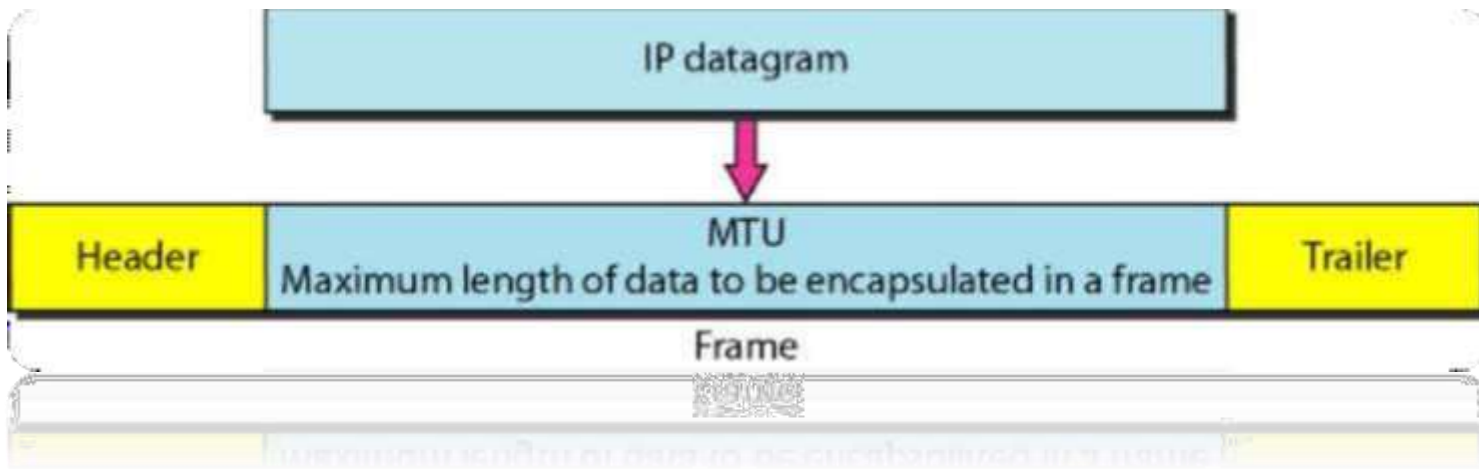 IP datagram
Header
MTU
Maximum length of data to be encapsulated in a frame
Trailer
Frame